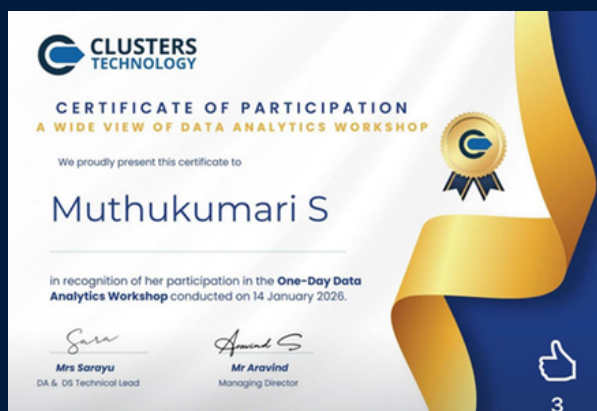 CLUSTERS
TECHNOLOGY
CERTIFICATE OF PARTICIPATION
A WIDE VIEW OF DATA ANALYTICS WORKSHOP
We proudly present this certificate to
Muthukumari S
in recognition of her participation in the One-Day Data
Analytics Workshop conducted on 14 January 2026.
Sara
Aravind S
Mrs Sarayu
Mr Aravind
DA & DS Technical Lead
Managing Director
3